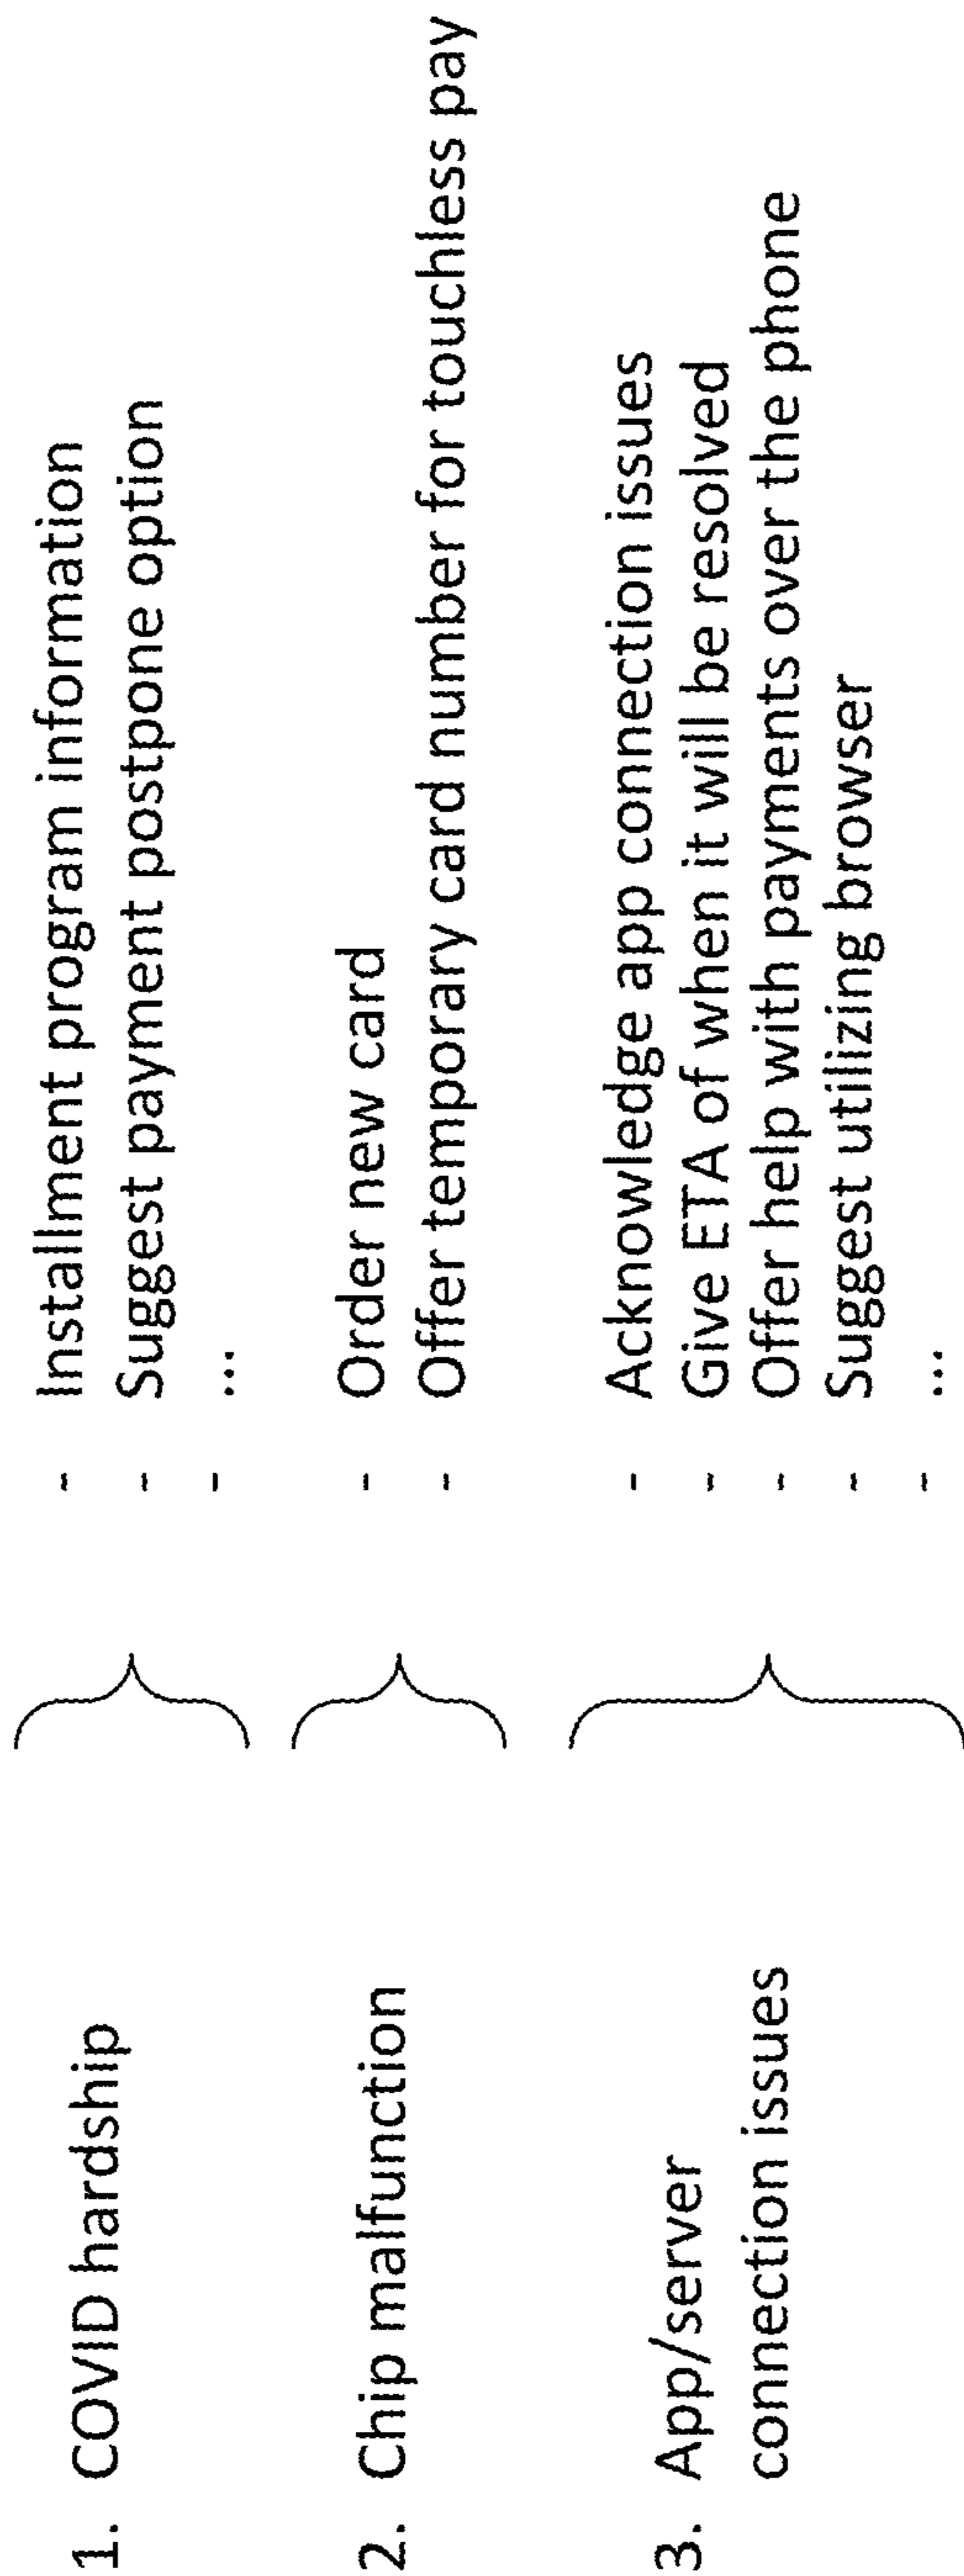 1. COVID hardship
- Installment program information
- Suggest payment postpone option
- ...
2. Chip malfunction
- Order new card
- Offer temporary card number for touchless pay
3. App/server
connection issues
- Acknowledge app connection issues
- Give ETA of when it will be resolved
- Offer help with payments over the phone
- Suggest utilizing browser
- ...